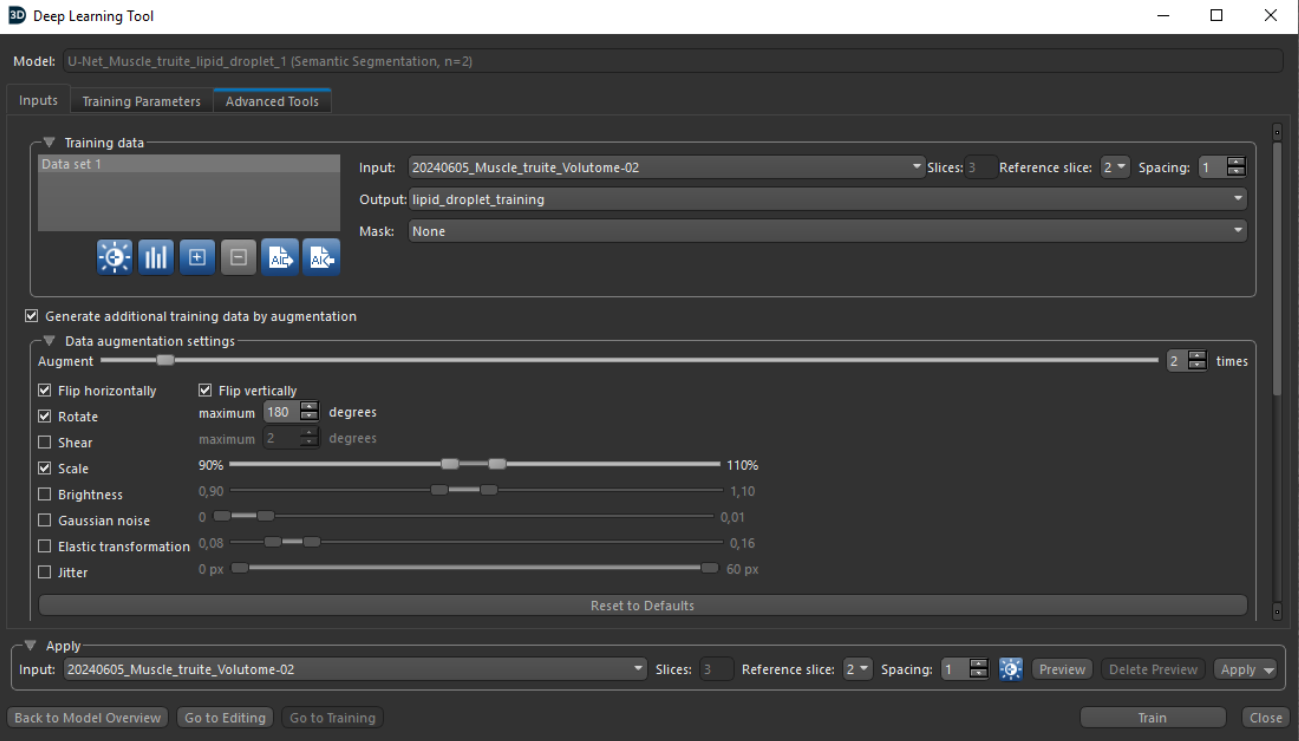 3D Deep Learning Tool
Model: U-Net_Muscle_truite_lipid_droplet_1 (Semantic Segmentation, n=2)
Inputs Training Parameters Advanced Tools
Training data
Data set 1
Input: 20240605_Muscle_truite_Volutome-02 Slices: 3 Reference slice: 2 Spacing: 1
Output: lipid_droplet_training
Mask: None
Generate additional training data by augmentation
Data augmentation settings
Augment 2 times
Flip horizontally Flip vertically
Rotate maximum 180 degrees
Shear maximum 2 degrees
Scale 90% 110%
Brightness 0,90 1,10
Gaussian noise 0 0,01
Elastic transformation 0,08 0,16
Jitter 0 px 60 px
Reset to Defaults
Apply
Input: 20240605_Muscle_truite_Volutome-02 Slices: 3 Reference slice: 2 Spacing: 1 Preview Delete Preview Apply
Back to Model Overview Go to Editing Go to Training Train Close